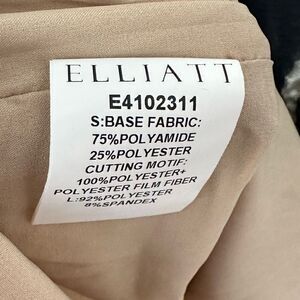 ELLIATT
E4102311
S:BASE FABRIC:
75%POLYAMIDE
25%POLYESTER
CUTTING MOTIF:
100%POLYESTER+
POLYESTER FILM FIBER
L:92%POLYESTER
8%SPANDEX